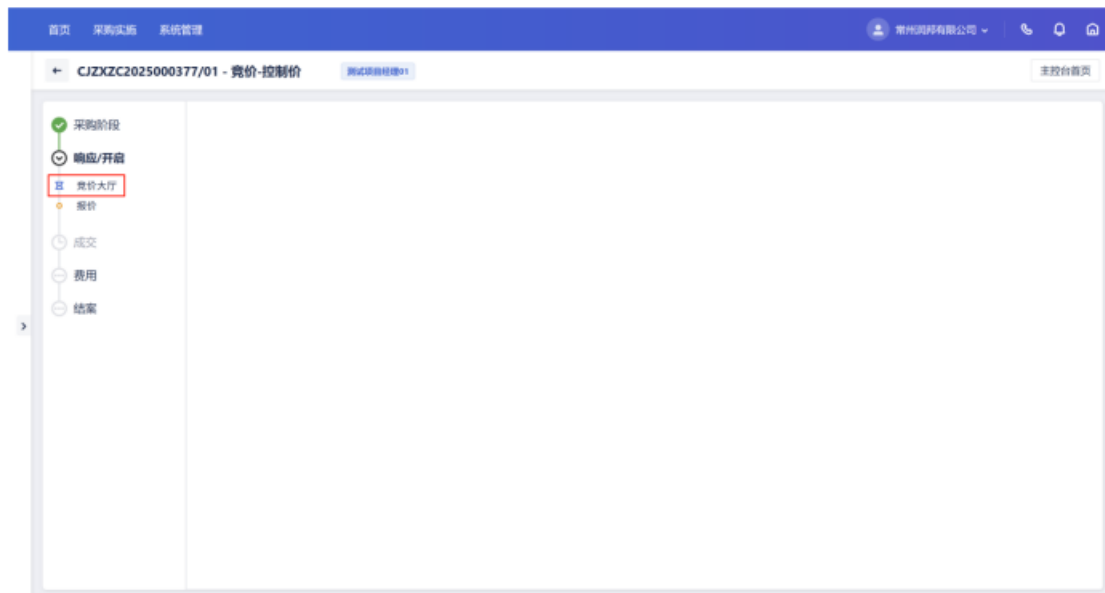 首页 采购实施 系统管理 常州润邦有限公司
CJZXZC2025000377/01 - 竞价-控制价 测试项目经理01 主控台首页
采购阶段
响应/开启
竞价大厅
报价
成交
费用
结案